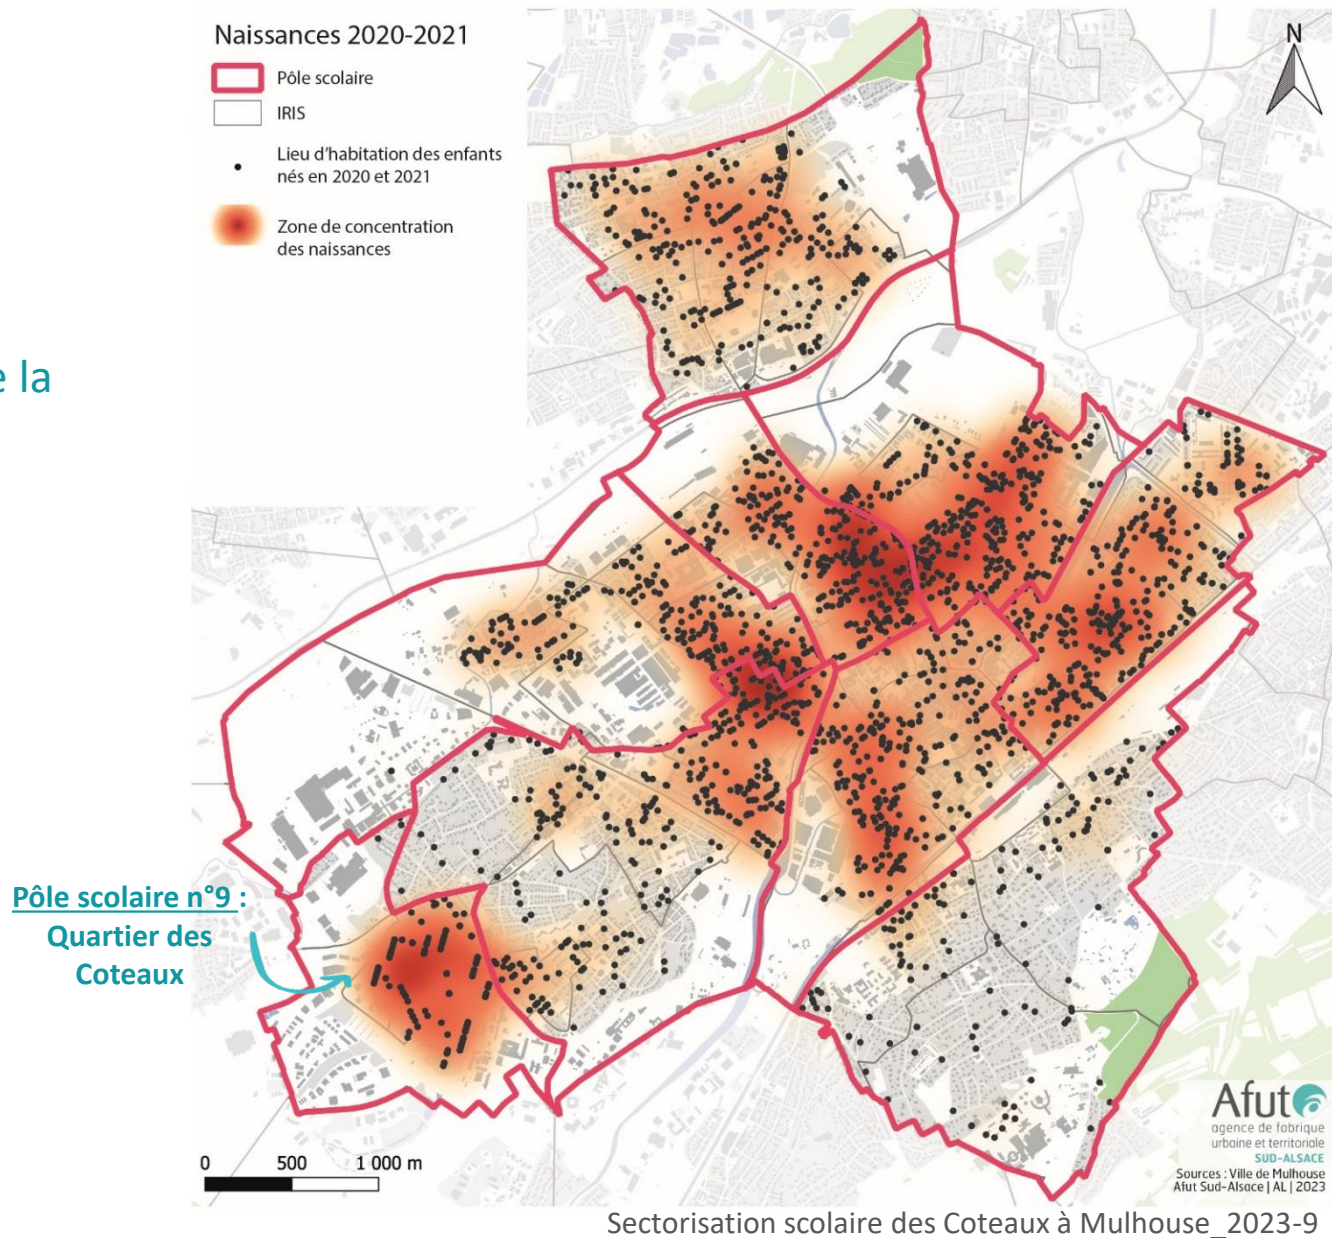 Naissances 2020-2021
Pôle scolaire
IRIS
Lieu d'habitation des enfants
nés en 2020 et 2021
Zone de concentration
des naissances
N
e la
Pôle scolaire n°9 :
Quartier des
Coteaux
0 500 1 000 m
Afut
agence de fabrique
urbaine et territoriale
SUD-ALSACE
Sources : Ville de Mulhouse
Afut Sud-Alsace | AL | 2023
Sectorisation scolaire des Coteaux à Mulhouse_2023-9